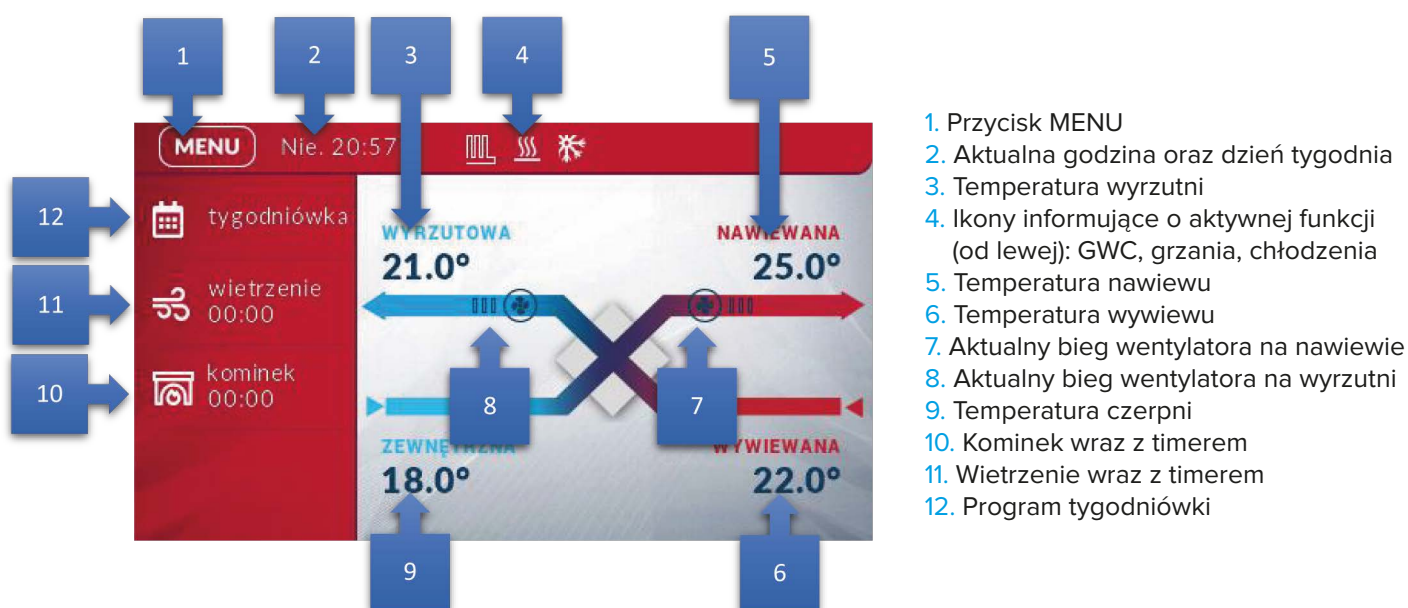 1
2
3
4
5
MENU Nie. 20:57
12
tygodniówka
11
wietrzenie
00:00
10
kominek
00:00
WYRZUTOWA
21.0°
NAWIEWANA
25.0°
8
7
ZEWNĘTRZNA
18.0°
WYWIEWANA
22.0°
9
6
1. Przycisk MENU
2. Aktualna godzina oraz dzień tygodnia
3. Temperatura wyrzutni
4. Ikony informujące o aktywnej funkcji
(od lewej): GWC, grzania, chłodzenia
5. Temperatura nawiewu
6. Temperatura wywiewu
7. Aktualny bieg wentylatora na nawiewie
8. Aktualny bieg wentylatora na wyrzutni
9. Temperatura czerpni
10. Kominek wraz z timerem
11. Wietrzenie wraz z timerem
12. Program tygodniówki